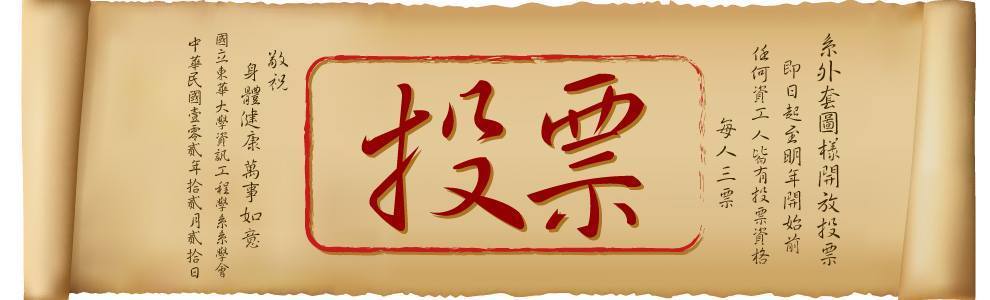 系外套圖樣開放投票
即日起至明年開始前
任何資工人皆有投票資格
每人三票
投票
敬祝
身體健康 萬事如意
國立東華大學資訊工程學系系學會
中華民國壹零貳年拾貳月貳拾日